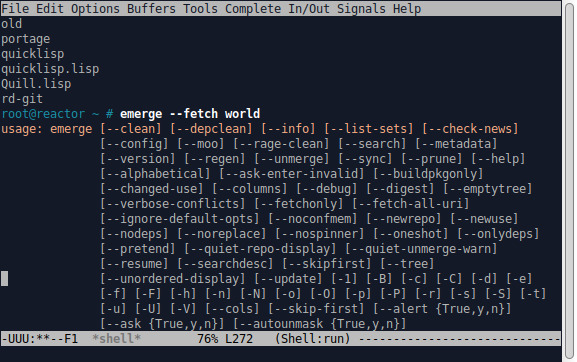 File Edit Options Buffers Tools Complete In/Out Signals Help
old
portage
quicklisp
quicklisp.lisp
Quill.lisp
rd-git
root@reactor ~ # emerge --fetch world
usage: emerge [--clean] [--depclean] [--info] [--list-sets] [--check-news]
[--config] [--moo] [--rage-clean] [--search] [--metadata]
[--version] [--regen] [--unmerge] [--sync] [--prune] [--help]
[--alphabetical] [--ask-enter-invalid] [--buildpkgonly]
[--changed-use] [--columns] [--debug] [--digest] [--emptytree]
[--verbose-conflicts] [--fetchonly] [--fetch-all-uri]
[--ignore-default-opts] [--noconfmem] [--newrepo] [--newuse]
[--nodeps] [--noreplace] [--nospinner] [--oneshot] [--onlydeps]
[--pretend] [--quiet-repo-display] [--quiet-unmerge-warn]
[--resume] [--searchdesc] [--skipfirst] [--tree]
[--unordered-display] [--update] [-1] [-B] [-c] [-C] [-d] [-e]
[-f] [-F] [-h] [-n] [-N] [-o] [-O] [-p] [-P] [-r] [-s] [-S] [-t]
[-u] [-U] [-V] [--cols] [--skip-first] [--alert {True,y,n}]
[--ask {True,y,n}] [--autounmask {True,y,n}]
-UUU:**--F1  *shell*        76% L272   (Shell:run) -----------------------------